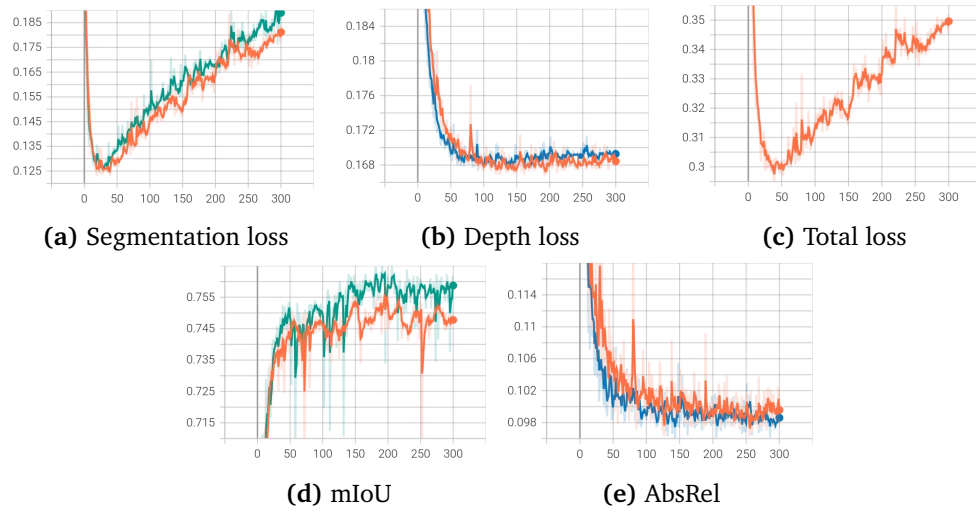 0.185
0.175
0.165
0.155
0.145
0.135
0.125
0 50 100 150 200 250 300
(a) Segmentation loss
0.184
0.18
0.176
0.172
0.168
0 50 100 150 200 250 300
(b) Depth loss
0.35
0.34
0.33
0.32
0.31
0.3
0 50 100 150 200 250 300
(c) Total loss
0.755
0.745
0.735
0.725
0.715
0 50 100 150 200 250 300
(d) mIoU
0.114
0.11
0.106
0.102
0.098
0 50 100 150 200 250 300
(e) AbsRel